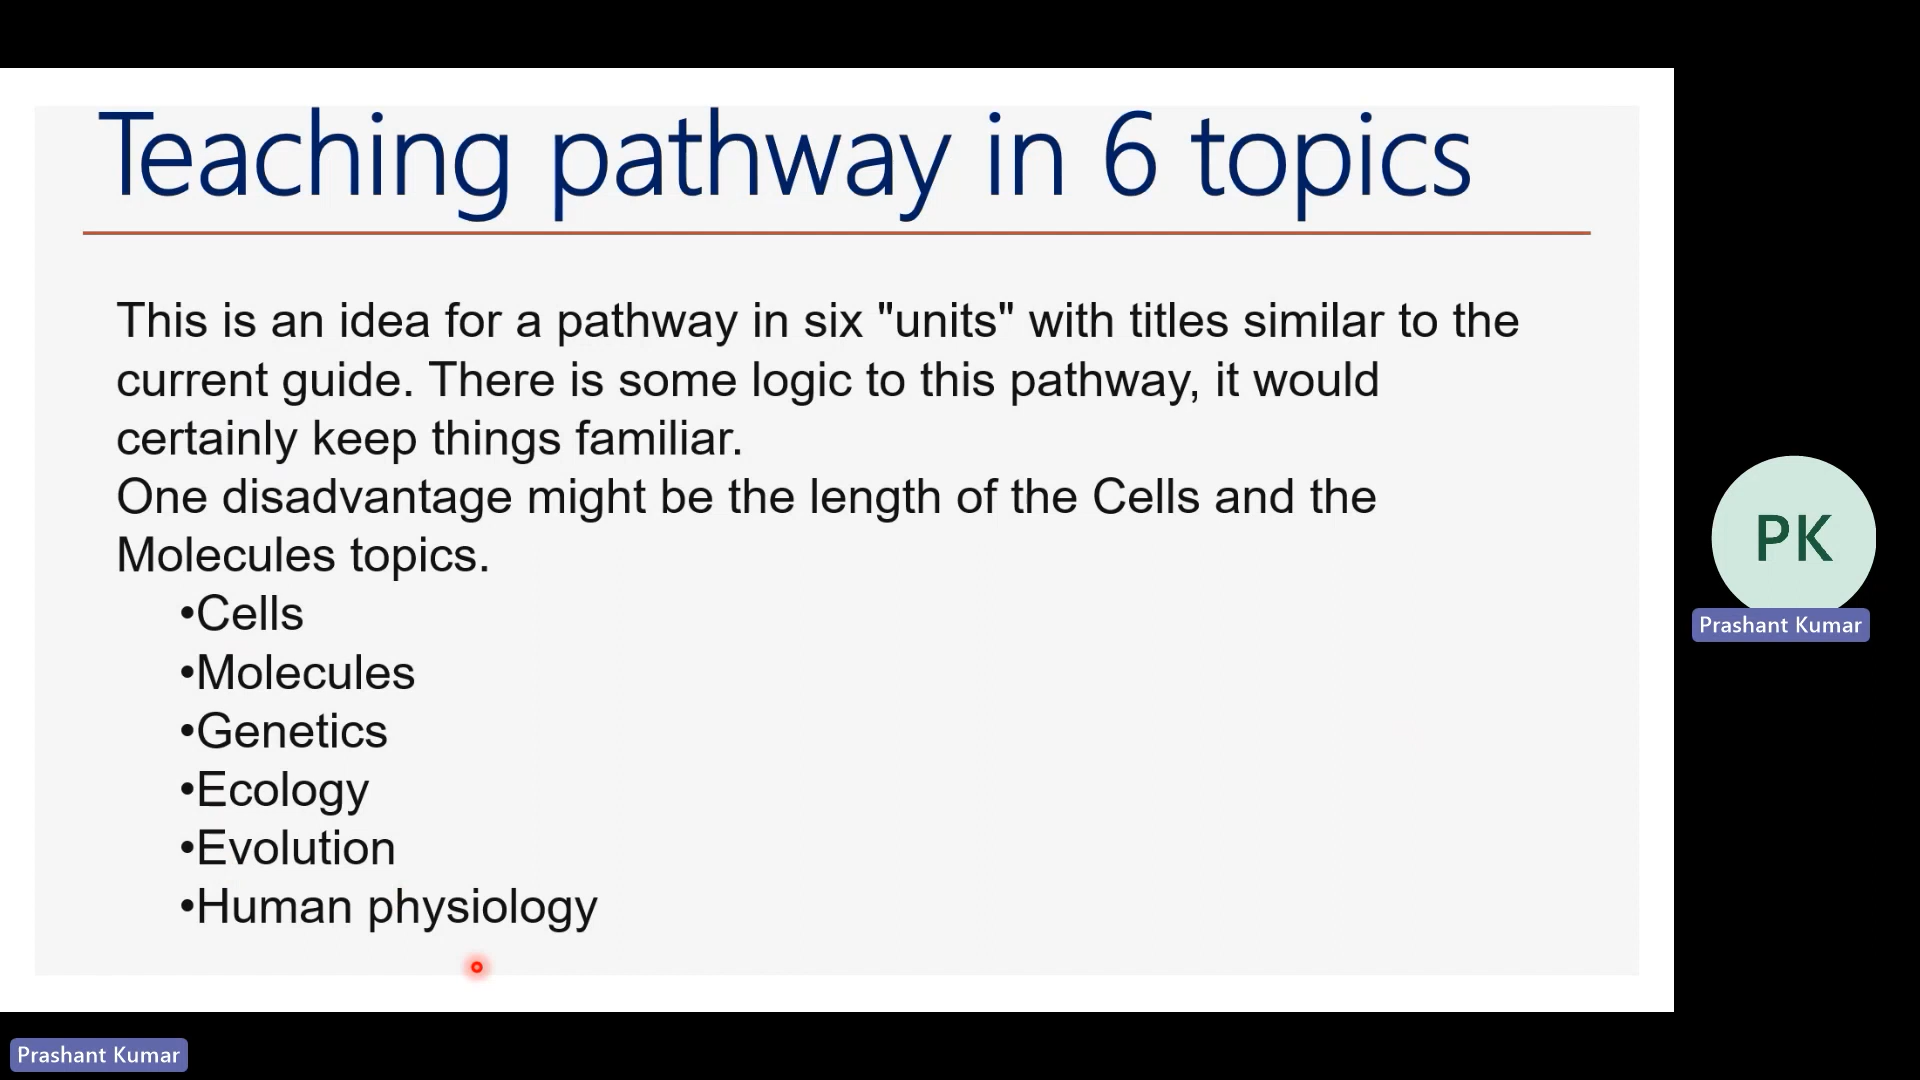 Teaching pathway in 6 topics
This is an idea for a pathway in six "units" with titles similar to the
current guide. There is some logic to this pathway, it would
certainly keep things familiar.
One disadvantage might be the length of the Cells and the
Molecules topics.
•Cells
•Molecules
•Genetics
•Ecology
•Evolution
•Human physiology
PK
Prashant Kumar
Prashant Kumar